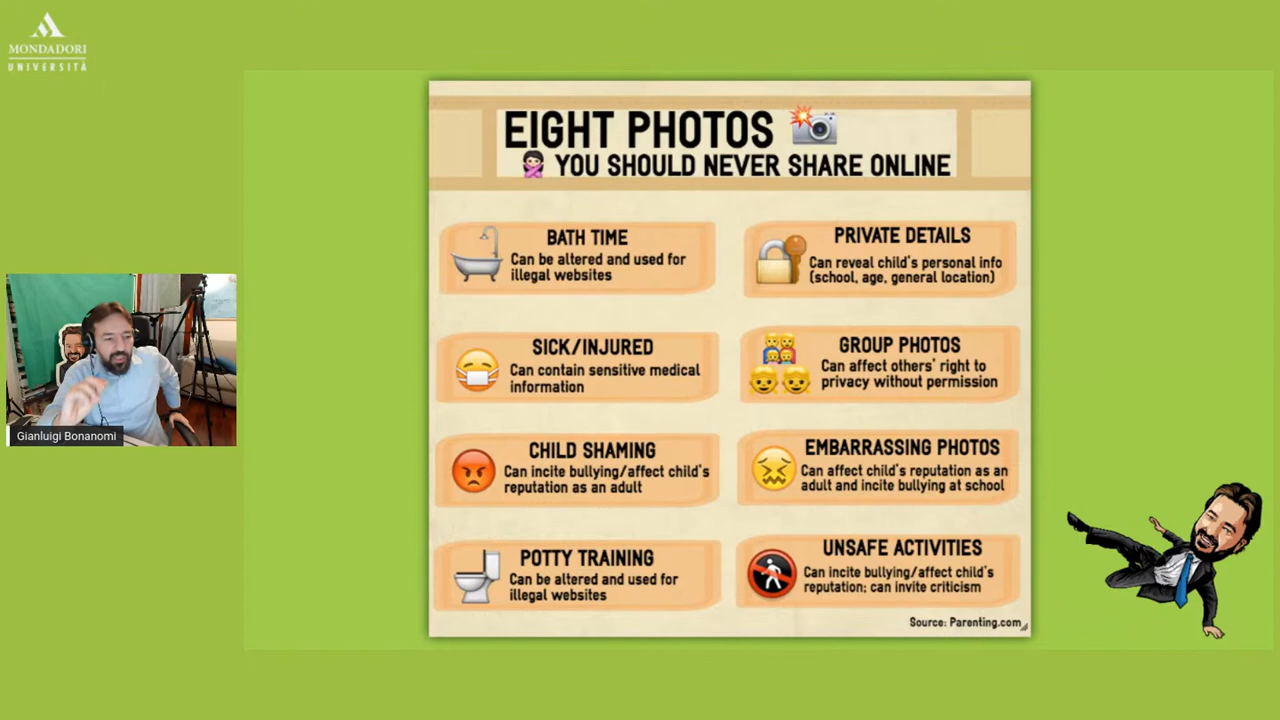 MONDADORI
UNIVERSITÀ
EIGHT PHOTOS
YOU SHOULD NEVER SHARE ONLINE
BATH TIME
Can be altered and used for
illegal websites
PRIVATE DETAILS
Can reveal child's personal info
(school, age, general location)
SICK/INJURED
Can contain sensitive medical
information
GROUP PHOTOS
Can affect others' right to
privacy without permission
CHILD SHAMING
Can incite bullying/affect child's
reputation as an adult
EMBARRASSING PHOTOS
Can affect child's reputation as an
adult and incite bullying at school
POTTY TRAINING
Can be altered and used for
illegal websites
UNSAFE ACTIVITIES
Can incite bullying/affect child's
reputation; can invite criticism
Source: Parenting.com
Gianluigi Bonanomi